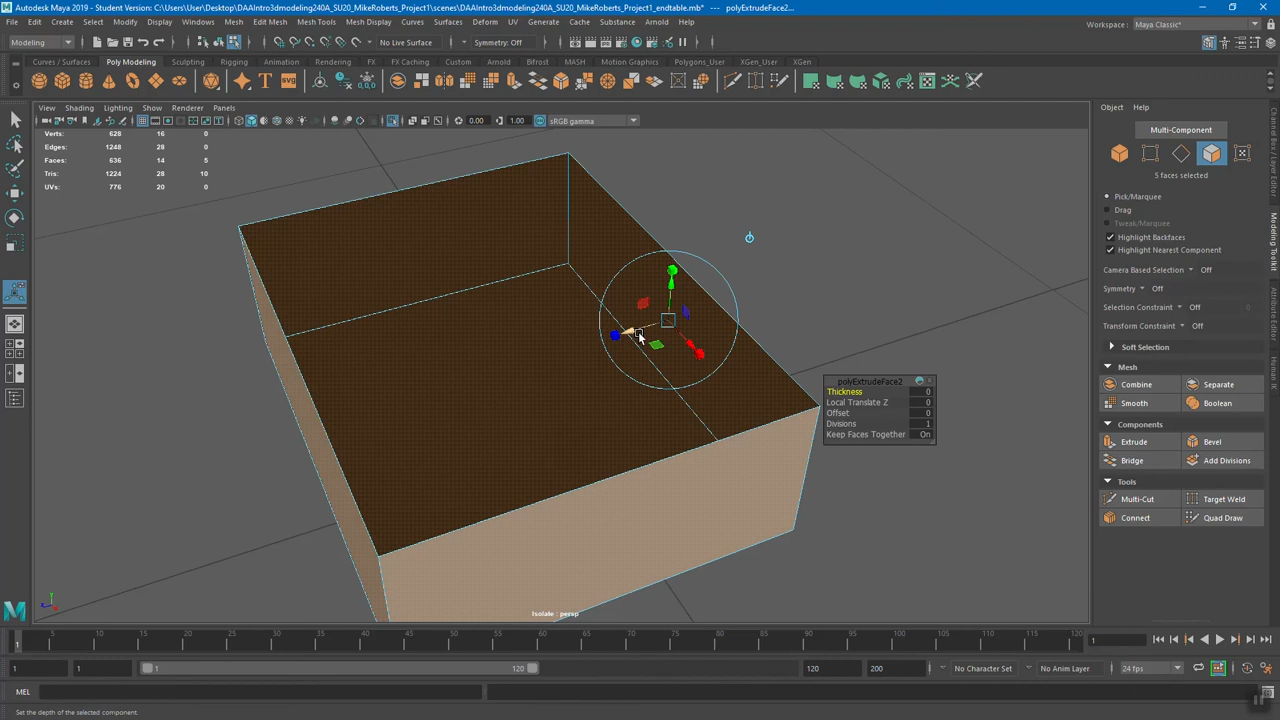 Autodesk Maya 2019 - Student Version: C:\Users\User\Desktop\DAAIntro3dmodeling240A_SU20_MikeRoberts_Project1\scenes\DAAIntro3dmodeling240A_SU20_MikeRoberts_Project1_endtable.mb*  ---  polyExtrudeFace2...
File Edit Create Select Modify Display Windows Mesh Edit Mesh Mesh Tools Mesh Display Curves Surfaces Deform UV Generate Cache Substance Arnold Help Workspace : Maya Classic*
Modeling No Live Surface Symmetry: Off
Curves / Surfaces Poly Modeling Sculpting Rigging Animation Rendering FX FX Caching Custom Arnold Bifrost MASH Motion Graphics Polygons_User XGen_User XGen
View Shading Lighting Show Renderer Panels
0.00 1.00 sRGB gamma
Verts: 628 16 0
Edges: 1248 28 0
Faces: 636 14 5
Tris: 1224 28 10
UVs: 776 20 0
polyExtrudeFace2
Thickness 0
Local Translate Z 0
Offset 0
Divisions 1
Keep Faces Together On
Isolate : persp
Object Help
Multi-Component
5 faces selected
Pick/Marquee
Drag
Tweak/Marquee
Highlight Backfaces
Highlight Nearest Component
Camera Based Selection Off
Symmetry Off
Selection Constraint Off
Transform Constraint Off
Soft Selection
Mesh
Combine Separate
Smooth Boolean
Components
Extrude Bevel
Bridge Add Divisions
Tools
Multi-Cut Target Weld
Connect Quad Draw
Channel Box / Layer Editor
Modeling Toolkit
Attribute Editor
Human IK
5 10 15 20 25 30 35 40 45 50 55 60 65 70 75 80 85 90 95 100 105 110 115 120 1
1
1 1 1 120 120 200 No Character Set No Anim Layer 24 fps
MEL
Set the depth of the selected component.